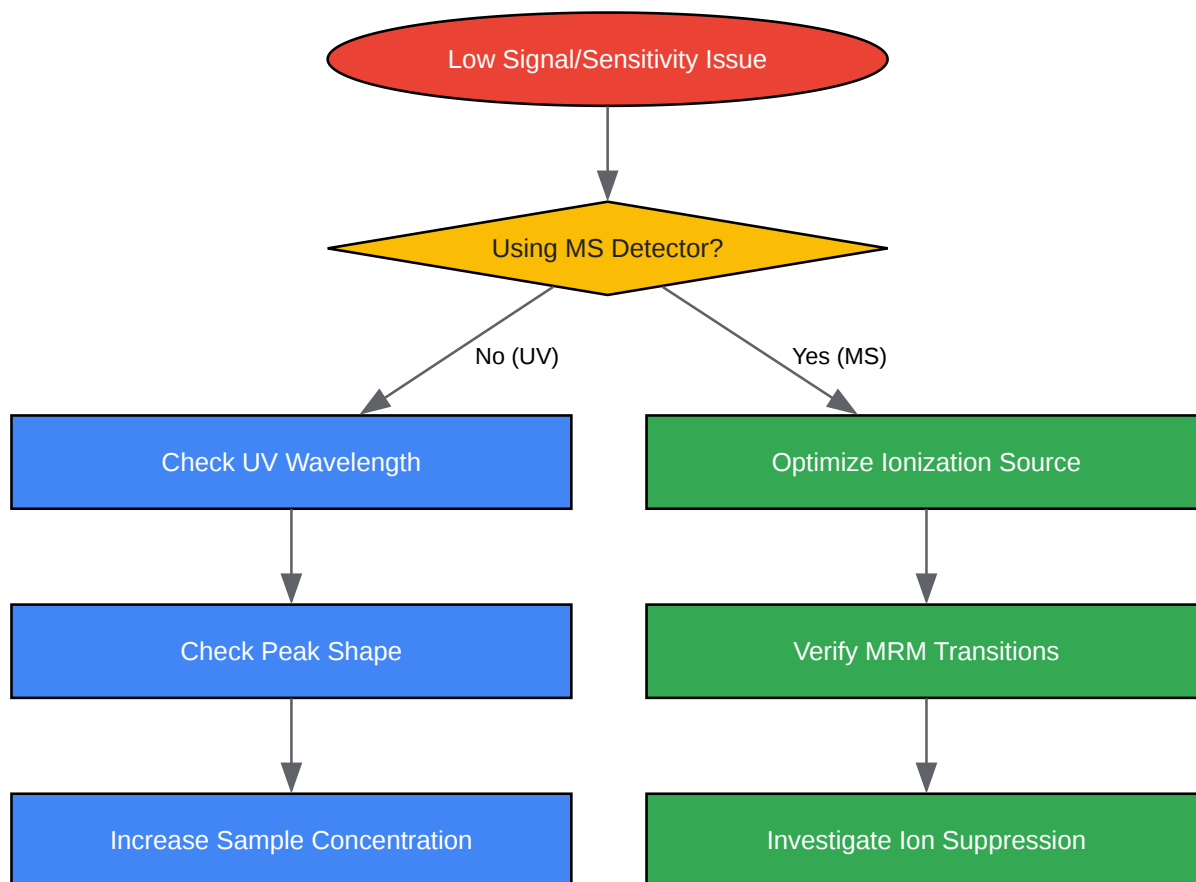 Low Signal/Sensitivity Issue
Using MS Detector?
No (UV)
Yes (MS)
Check UV Wavelength
Optimize Ionization Source
Check Peak Shape
Verify MRM Transitions
Increase Sample Concentration
Investigate Ion Suppression